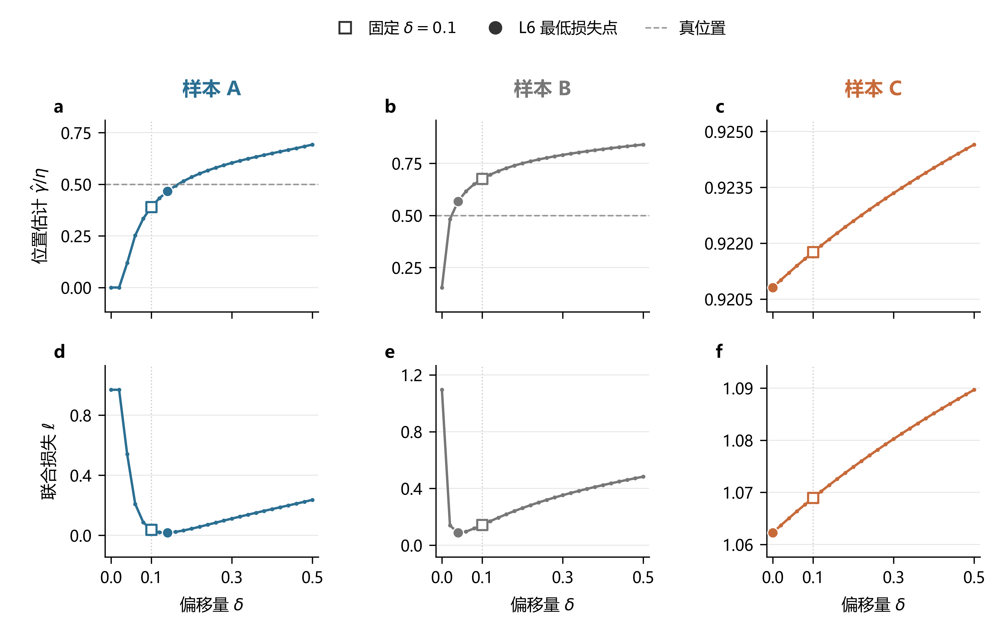 固定 δ = 0.1
L6 最低损失点
真位置
样本 A
样本 B
样本 C
a
0.75
0.50
0.25
0.00
位置估计 γ̂/η
b
0.75
0.50
0.25
c
0.9250
0.9235
0.9220
0.9205
d
0.8
0.4
0.0
联合损失 ℓ
0.0 0.1 0.3 0.5
偏移量 δ
e
1.2
0.8
0.4
0.0
0.0 0.1 0.3 0.5
偏移量 δ
f
1.09
1.08
1.07
1.06
0.0 0.1 0.3 0.5
偏移量 δ